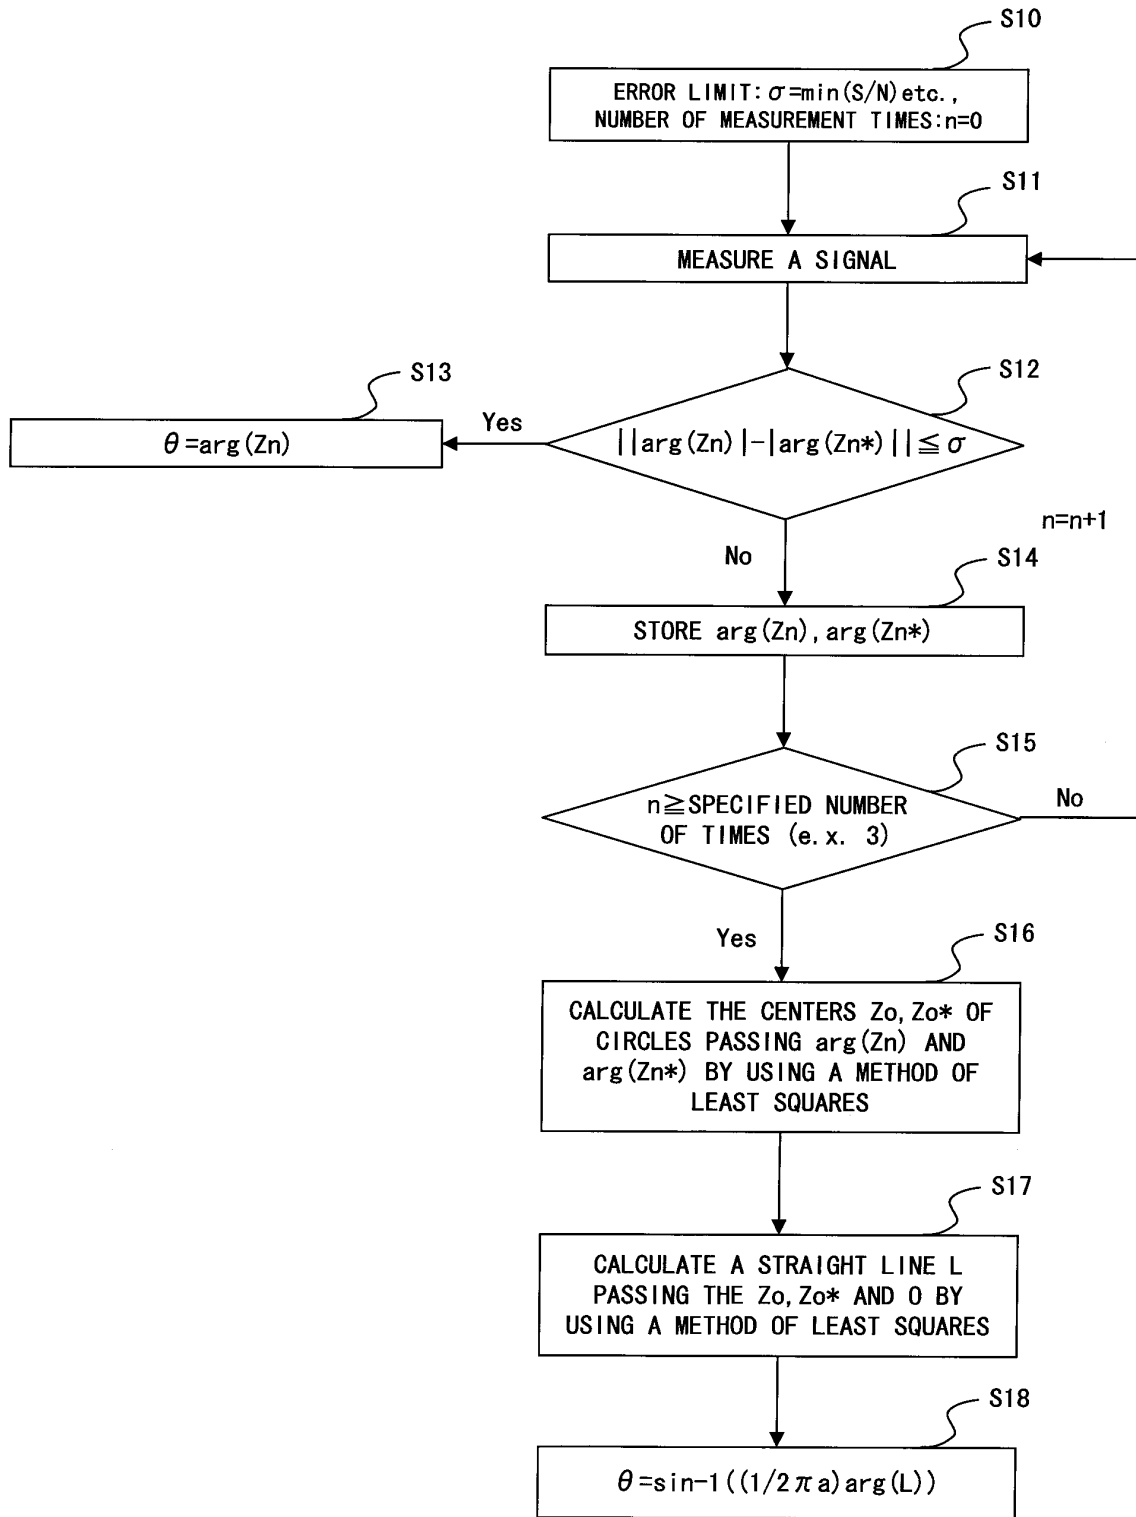 S10
ERROR LIMIT: σ=min(S/N)etc.,
NUMBER OF MEASUREMENT TIMES:n=0
S11
MEASURE A SIGNAL
S12
||arg(Zn)|-|arg(Zn*)||≦σ
Yes
S13
θ=arg(Zn)
n=n+1
No
S14
STORE arg(Zn),arg(Zn*)
S15
n≧SPECIFIED NUMBER
OF TIMES (e.x. 3)
No
Yes
S16
CALCULATE THE CENTERS Zo,Zo* OF
CIRCLES PASSING arg(Zn) AND
arg(Zn*) BY USING A METHOD OF
LEAST SQUARES
S17
CALCULATE A STRAIGHT LINE L
PASSING THE Zo,Zo* AND O BY
USING A METHOD OF LEAST SQUARES
S18
θ=sin-1((1/2πa)arg(L))